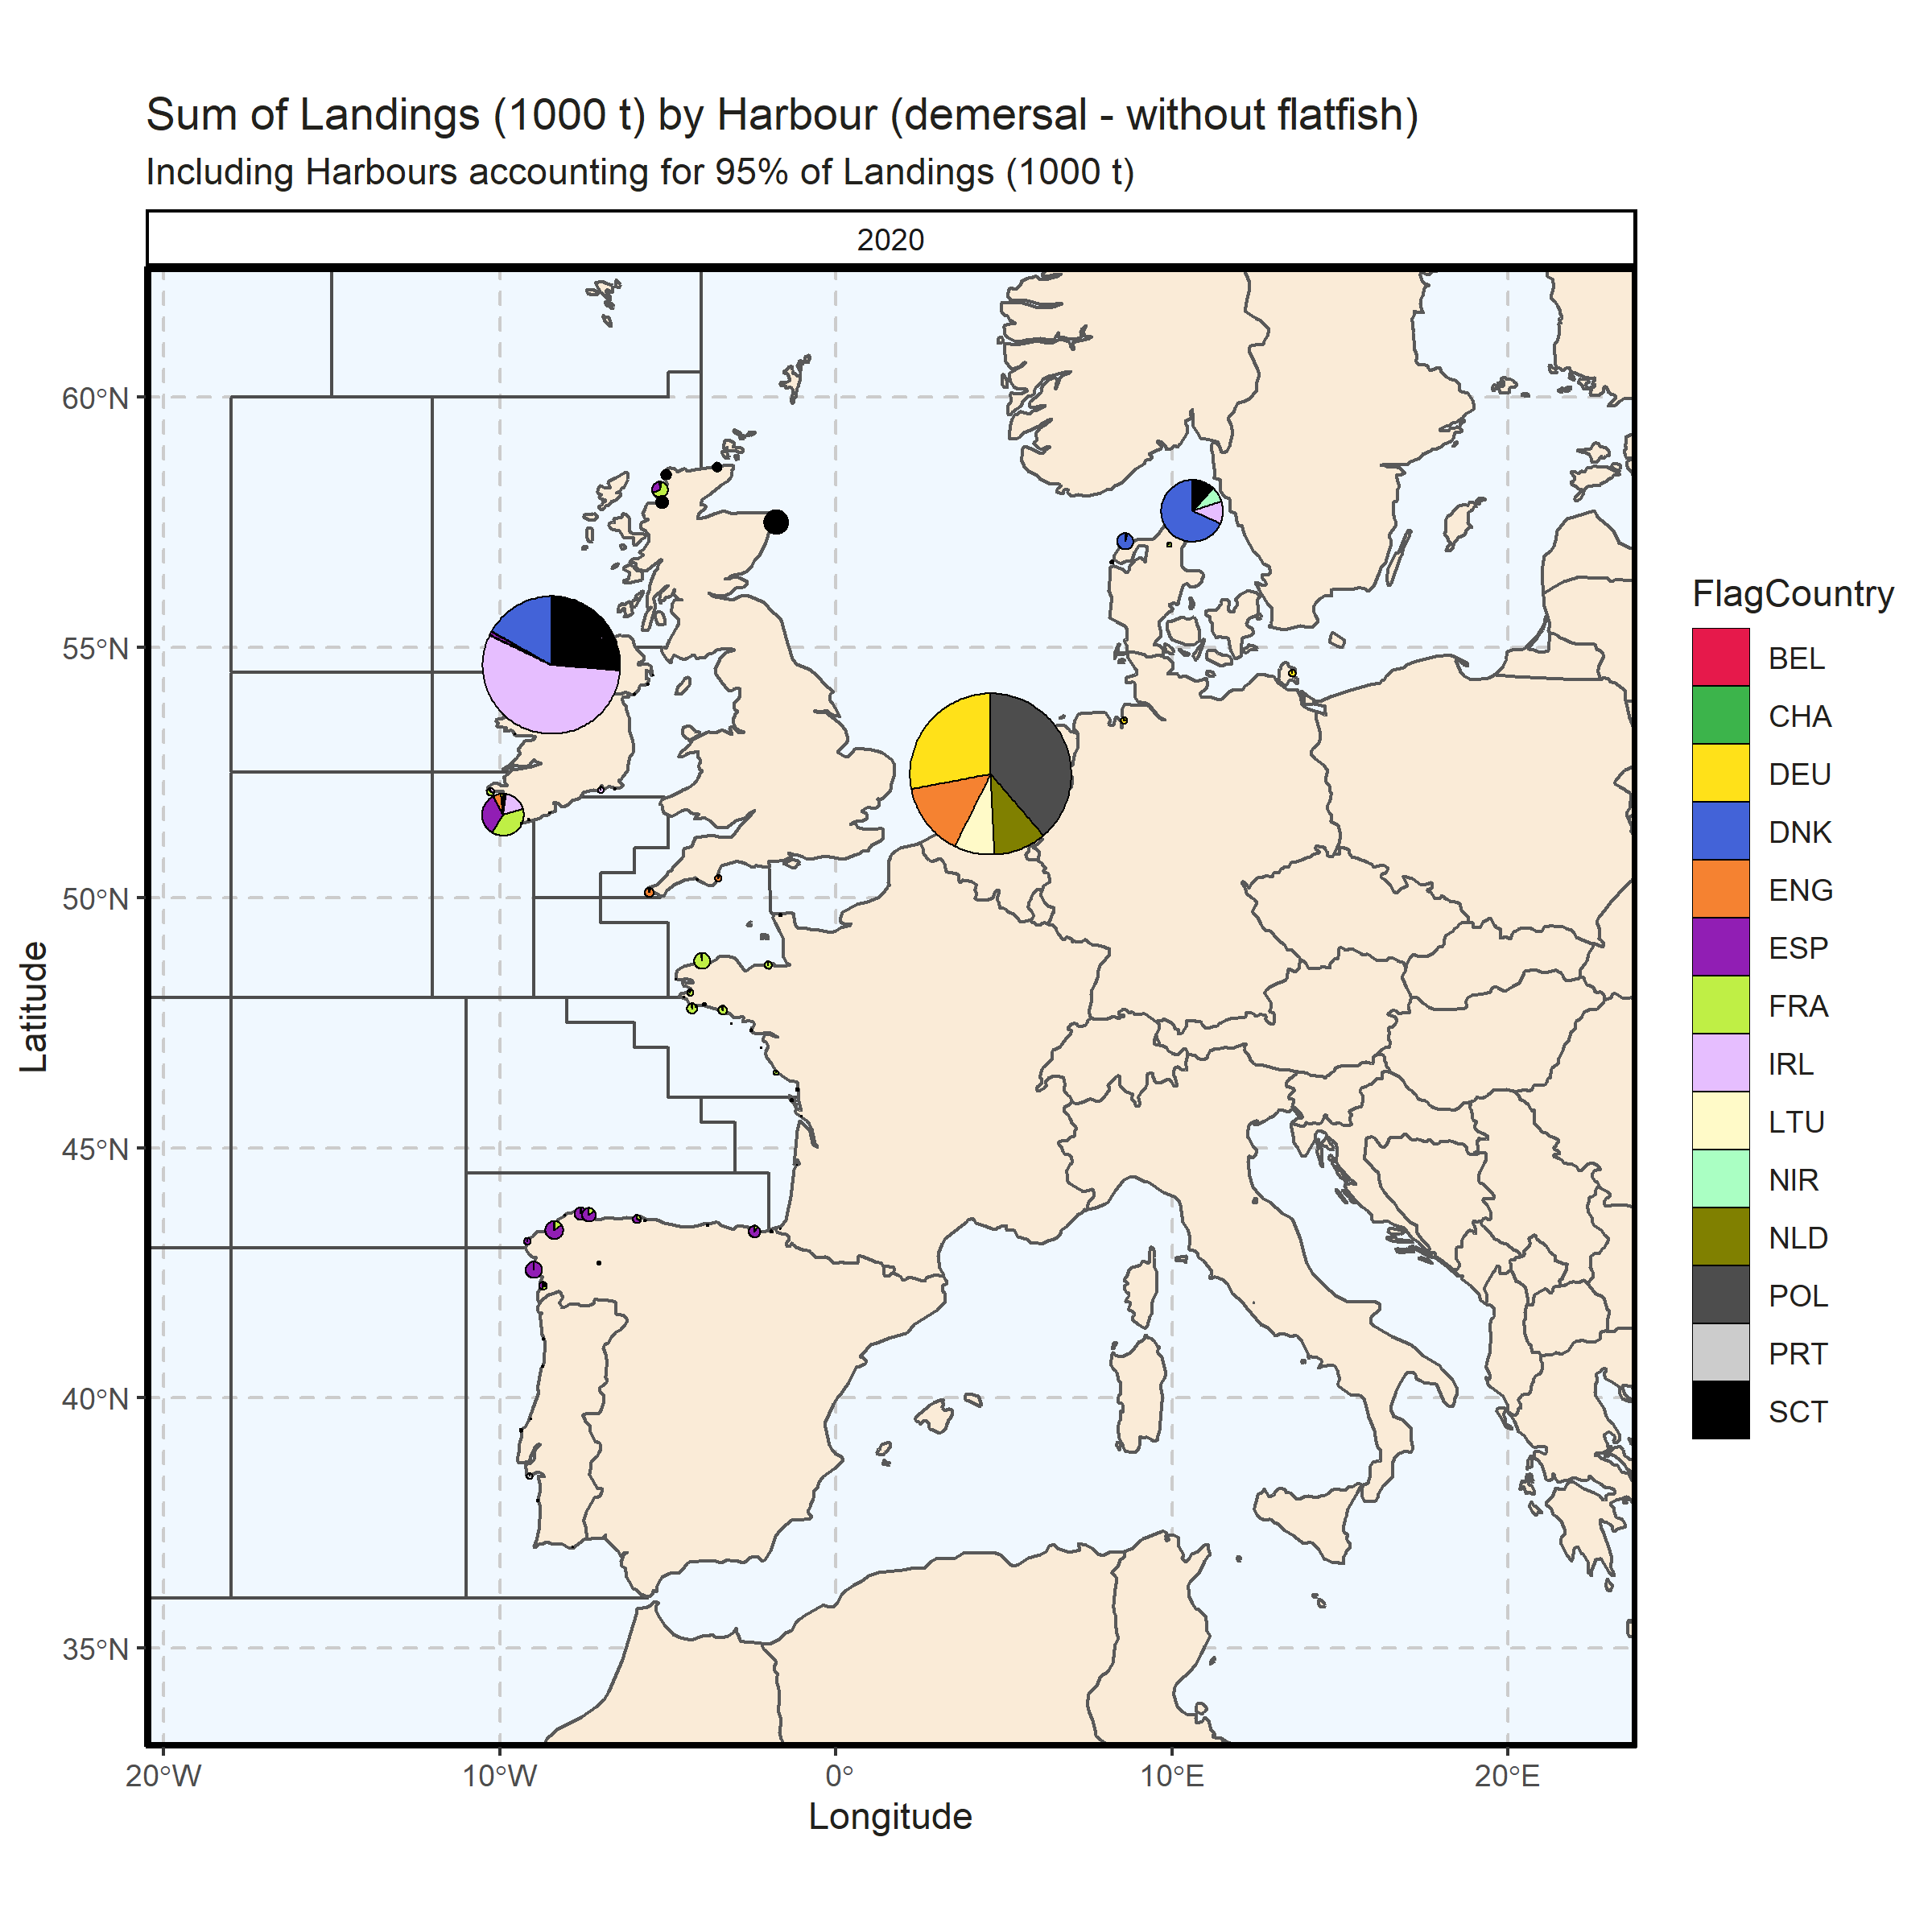 Sum of Landings (1000 t) by Harbour (demersal - without flatfish)
Including Harbours accounting for 95% of Landings (1000 t)
2020
60°N
55°N
50°N
45°N
40°N
35°N
Latitude
20°W
10°W
0°
10°E
20°E
Longitude
FlagCountry
BEL
CHA
DEU
DNK
ENG
ESP
FRA
IRL
LTU
NIR
NLD
POL
PRT
SCT